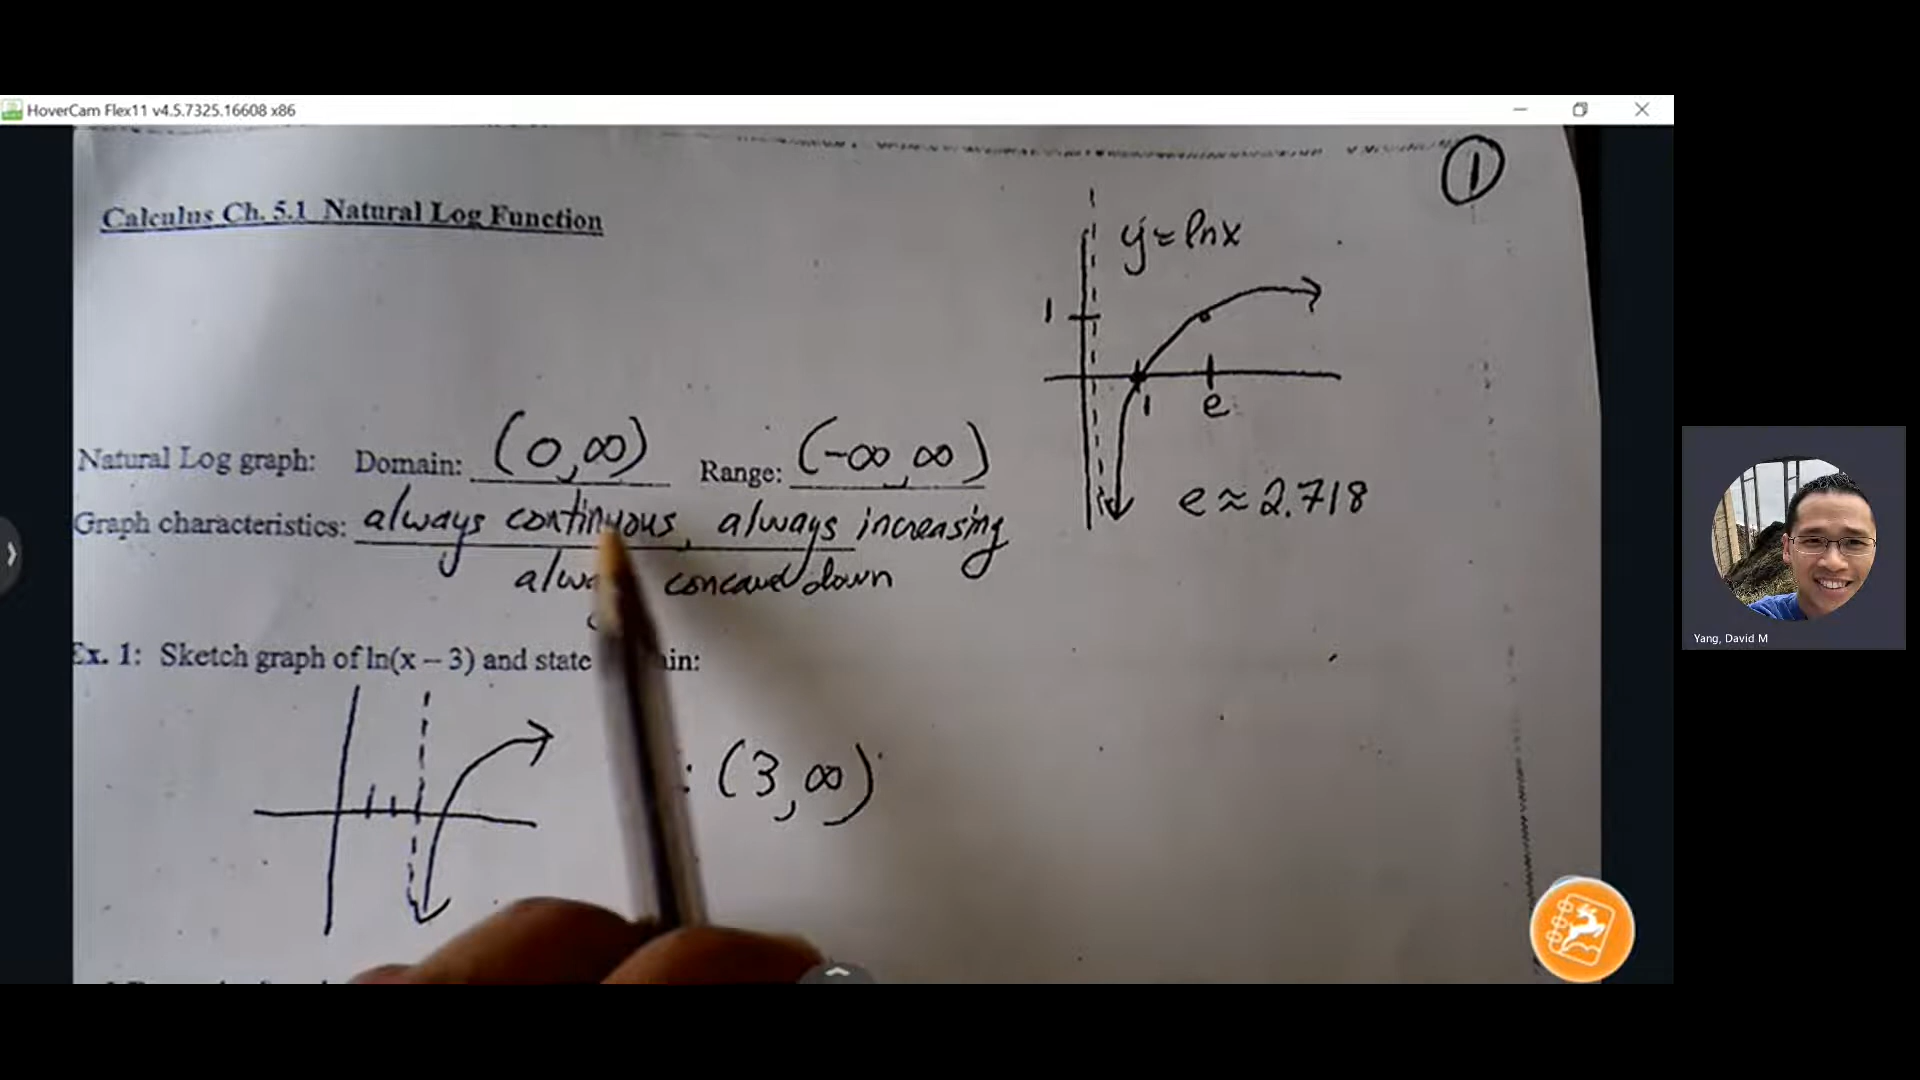 HoverCam Flex11 v4.5.7325.16608 x86
1
Calculus Ch. 5.1 Natural Log Function
y = lnx
1
1
e
e ≈ 2.718
Natural Log graph: Domain: (0,∞) Range: (-∞,∞)
Graph characteristics: always continuous, always increasing
concave down
Ex. 1: Sketch graph of ln(x – 3) and state
: (3,∞)
Yang, David M